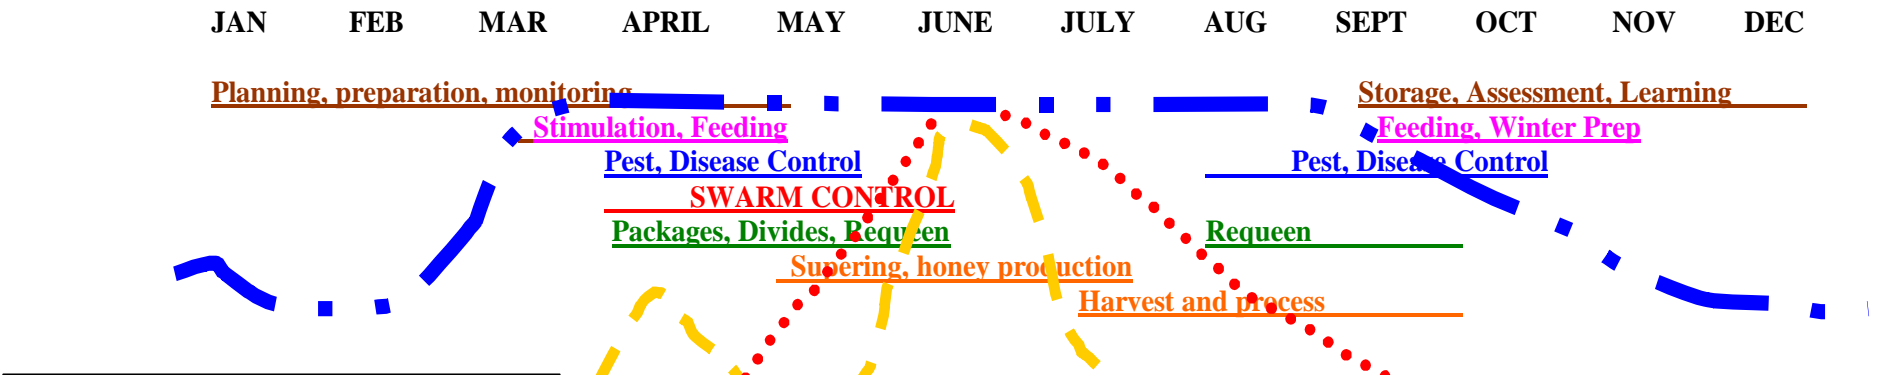 JAN FEB MAR APRIL MAY JUNE JULY AUG SEPT OCT NOV DEC
Planning, preparation, monitoring Storage, Assessment, Learning
Stimulation, Feeding Feeding, Winter Prep
Pest, Disease Control Pest, Disease Control
SWARM CONTROL
Packages, Divides, Requeen Requeen
Supering, honey production
Harvest and process